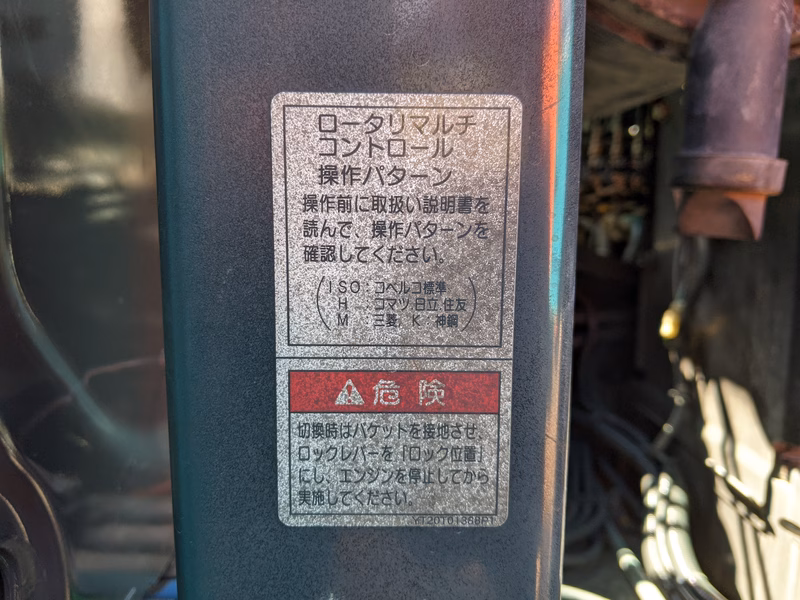 ロータリマルチ
コントロール
操作パターン
操作前に取扱い説明書を
読んで、操作パターンを
確認してください。
ISO:コベルコ標準
H:コマツ,日立,住友
M:三菱, K:神鋼
危険
切換時はバケットを接地させ、
ロックレバーを「ロック位置」
にし、エンジンを停止してから
実施してください。